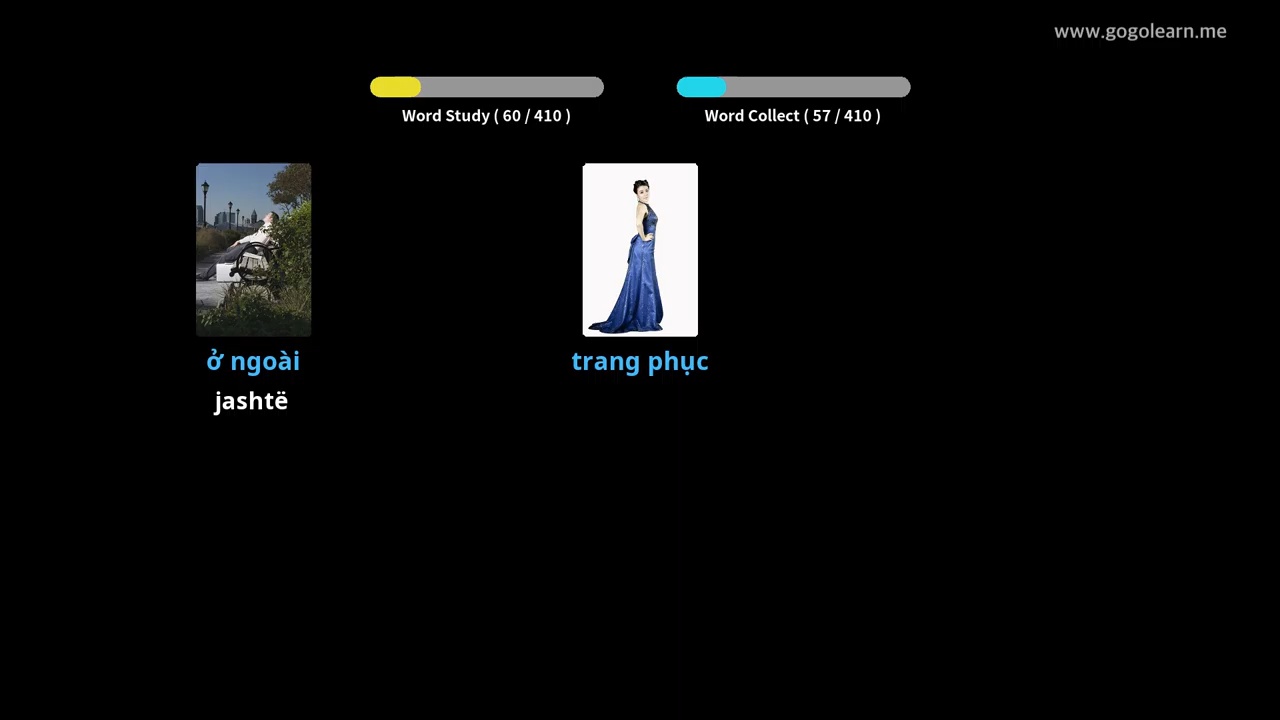 www.gogolearn.me
Word Study ( 60 / 410 )
Word Collect ( 57 / 410 )
ở ngoài
jashtë
trang phục